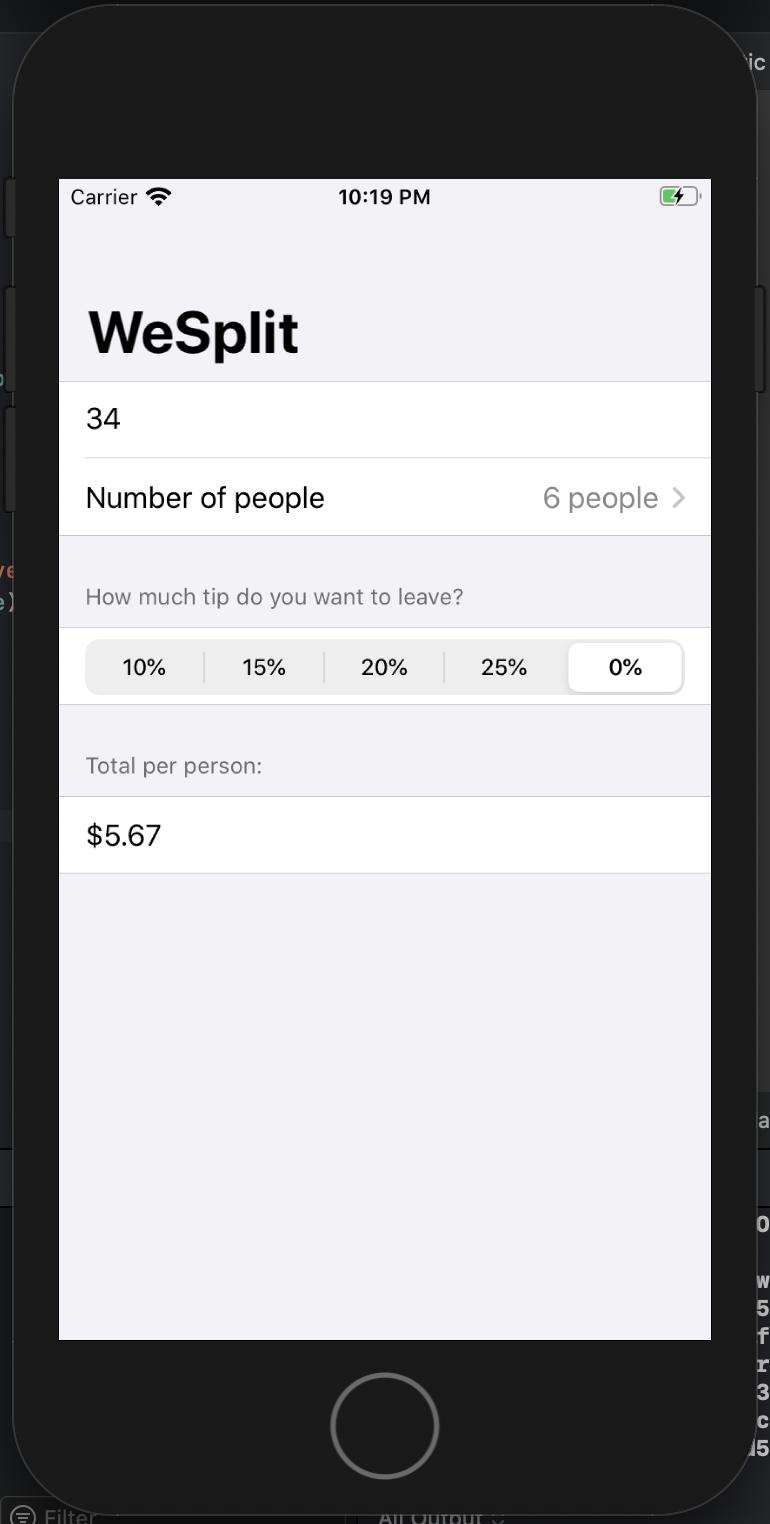 Carrier 10:19 PM
WeSplit
34
Number of people 6 people
How much tip do you want to leave?
10% 15% 20% 25% 0%
Total per person:
$5.67
Filter All Output